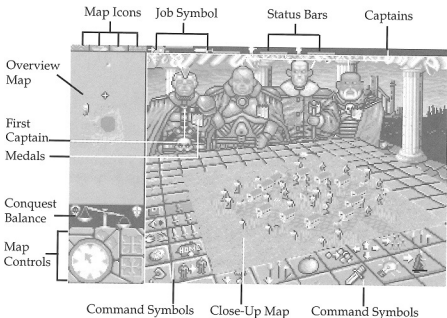 Map Icons
Job Symbol
Status Bars
Captains
Overview
Map
First
Captain
Medals
Conquest
Balance
Map
Controls
Command Symbols
Close-Up Map
Command Symbols